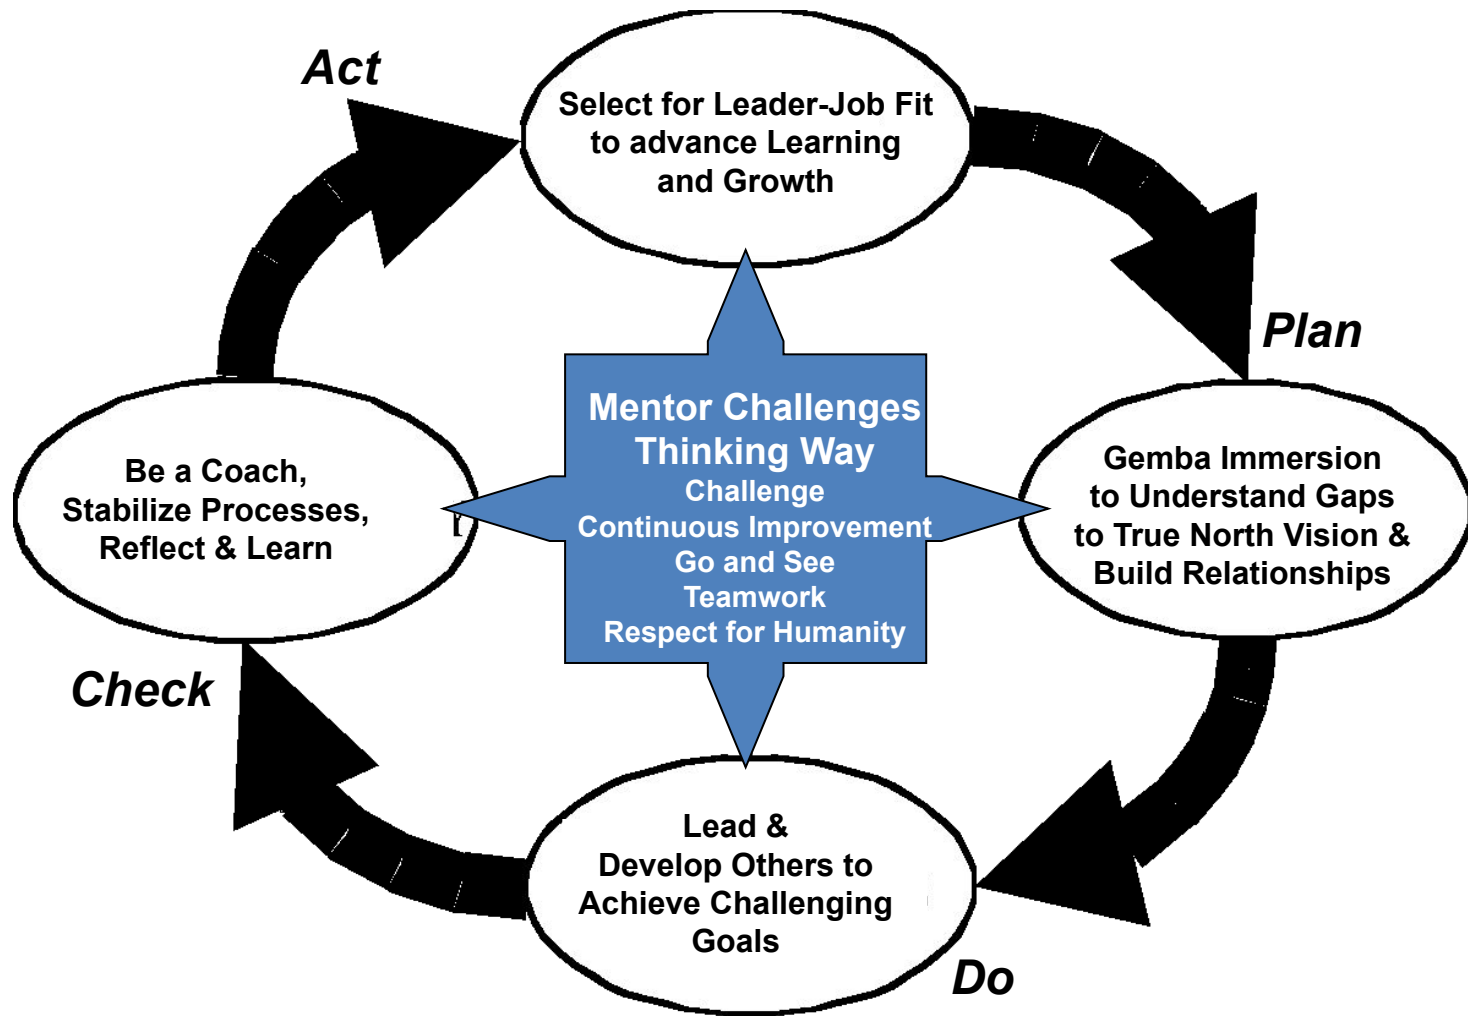 Act
Select for Leader-Job Fit
to advance Learning
and Growth
Plan
Mentor Challenges
Thinking Way
Challenge
Continuous Improvement
Go and See
Teamwork
Respect for Humanity
Gemba Immersion
to Understand Gaps
to True North Vision &
Build Relationships
Be a Coach,
Stabilize Processes,
Reflect & Learn
Check
Lead &
Develop Others to
Achieve Challenging
Goals
Do